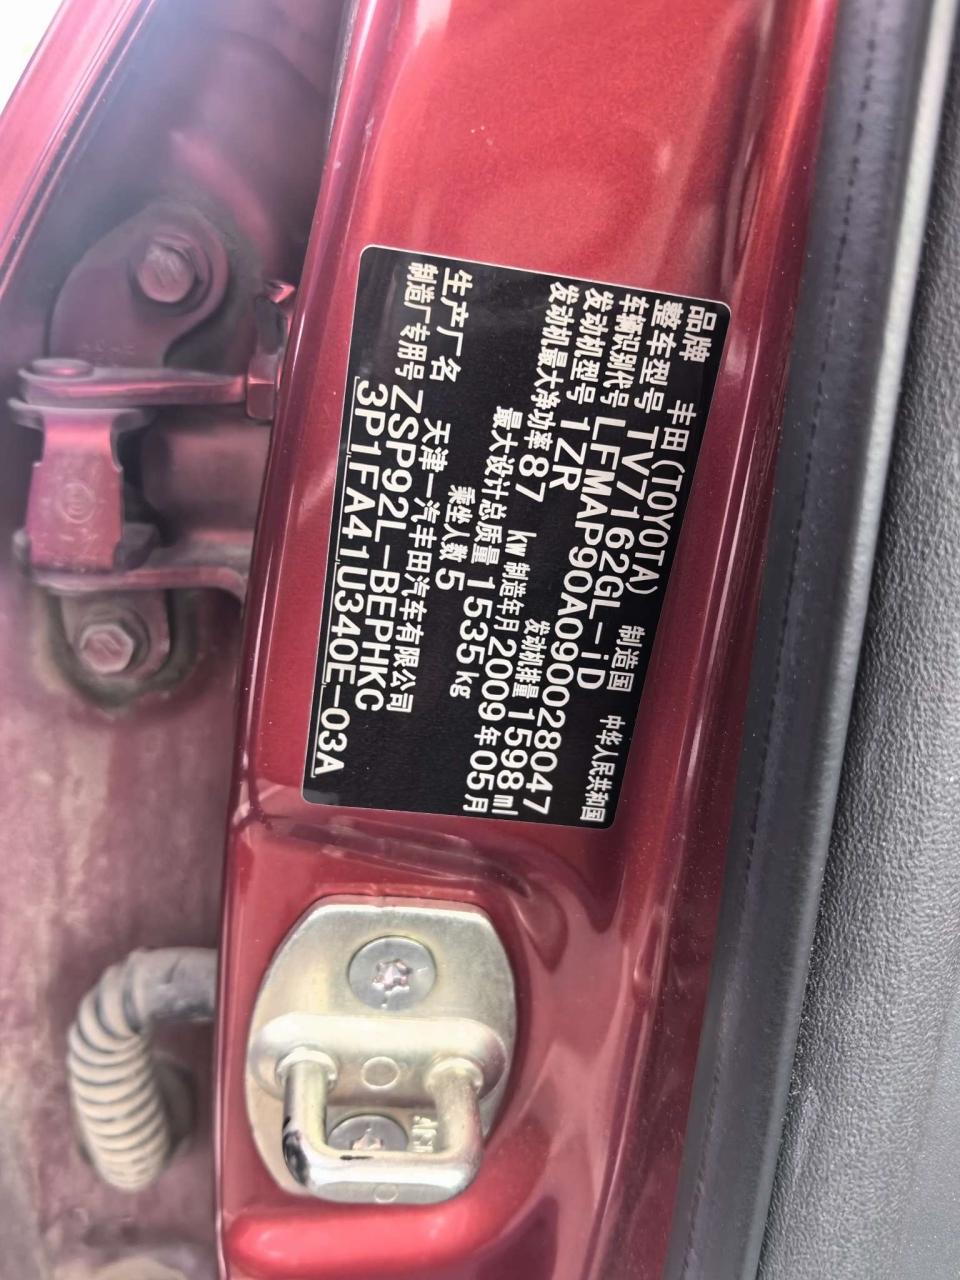 品牌 丰田(TOYOTA) 制造国 中华人民共和国
整车型号 TV7162GL-iD
车辆识别代号 LFMAP90A090028047
发动机型号 1ZR 发动机排量 1598ml
发动机最大净功率 87 kW 制造年月 2009年05月
最大设计总质量 1535kg
乘坐人数 5
生产厂名 天津一汽丰田汽车有限公司
制造厂专用号 ZSP92L-BEPHKC
3P1FA41U340E-03A